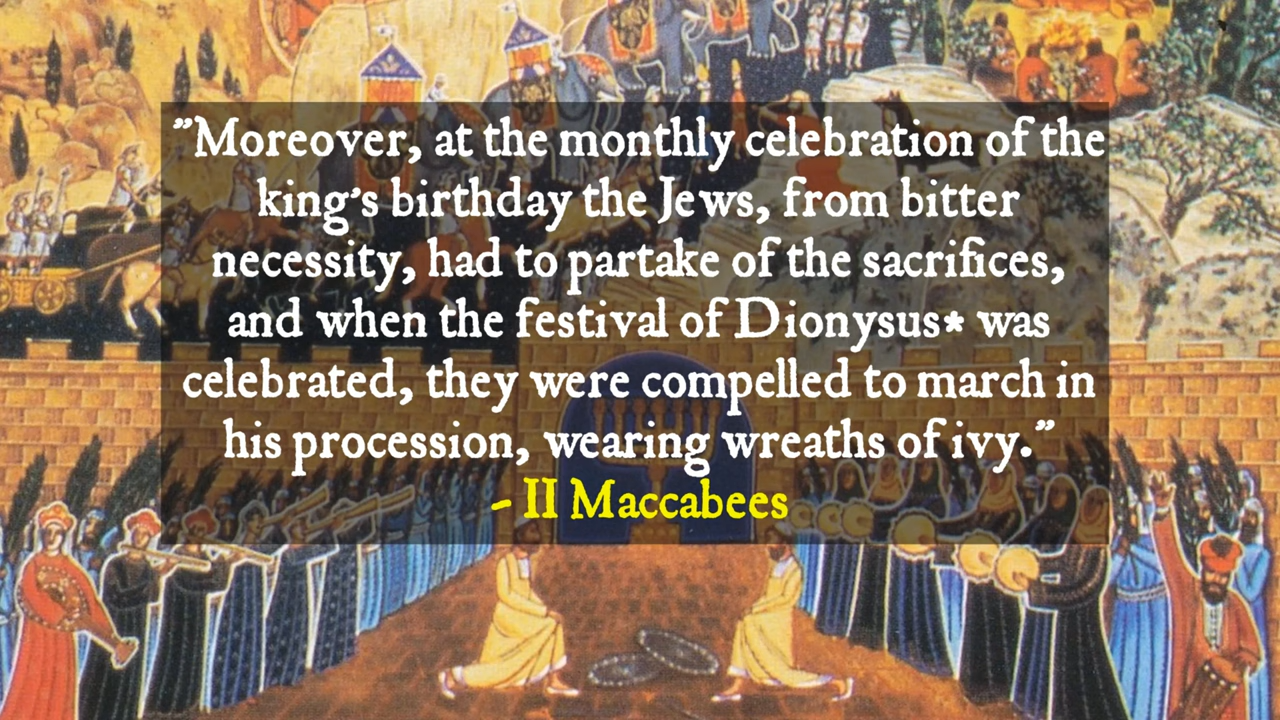 "Moreover, at the monthly celebration of the
king's birthday the Jews, from bitter
necessity, had to partake of the sacrifices,
and when the festival of Dionysus* was
celebrated, they were compelled to march in
his procession, wearing wreaths of ivy."
- II Maccabees